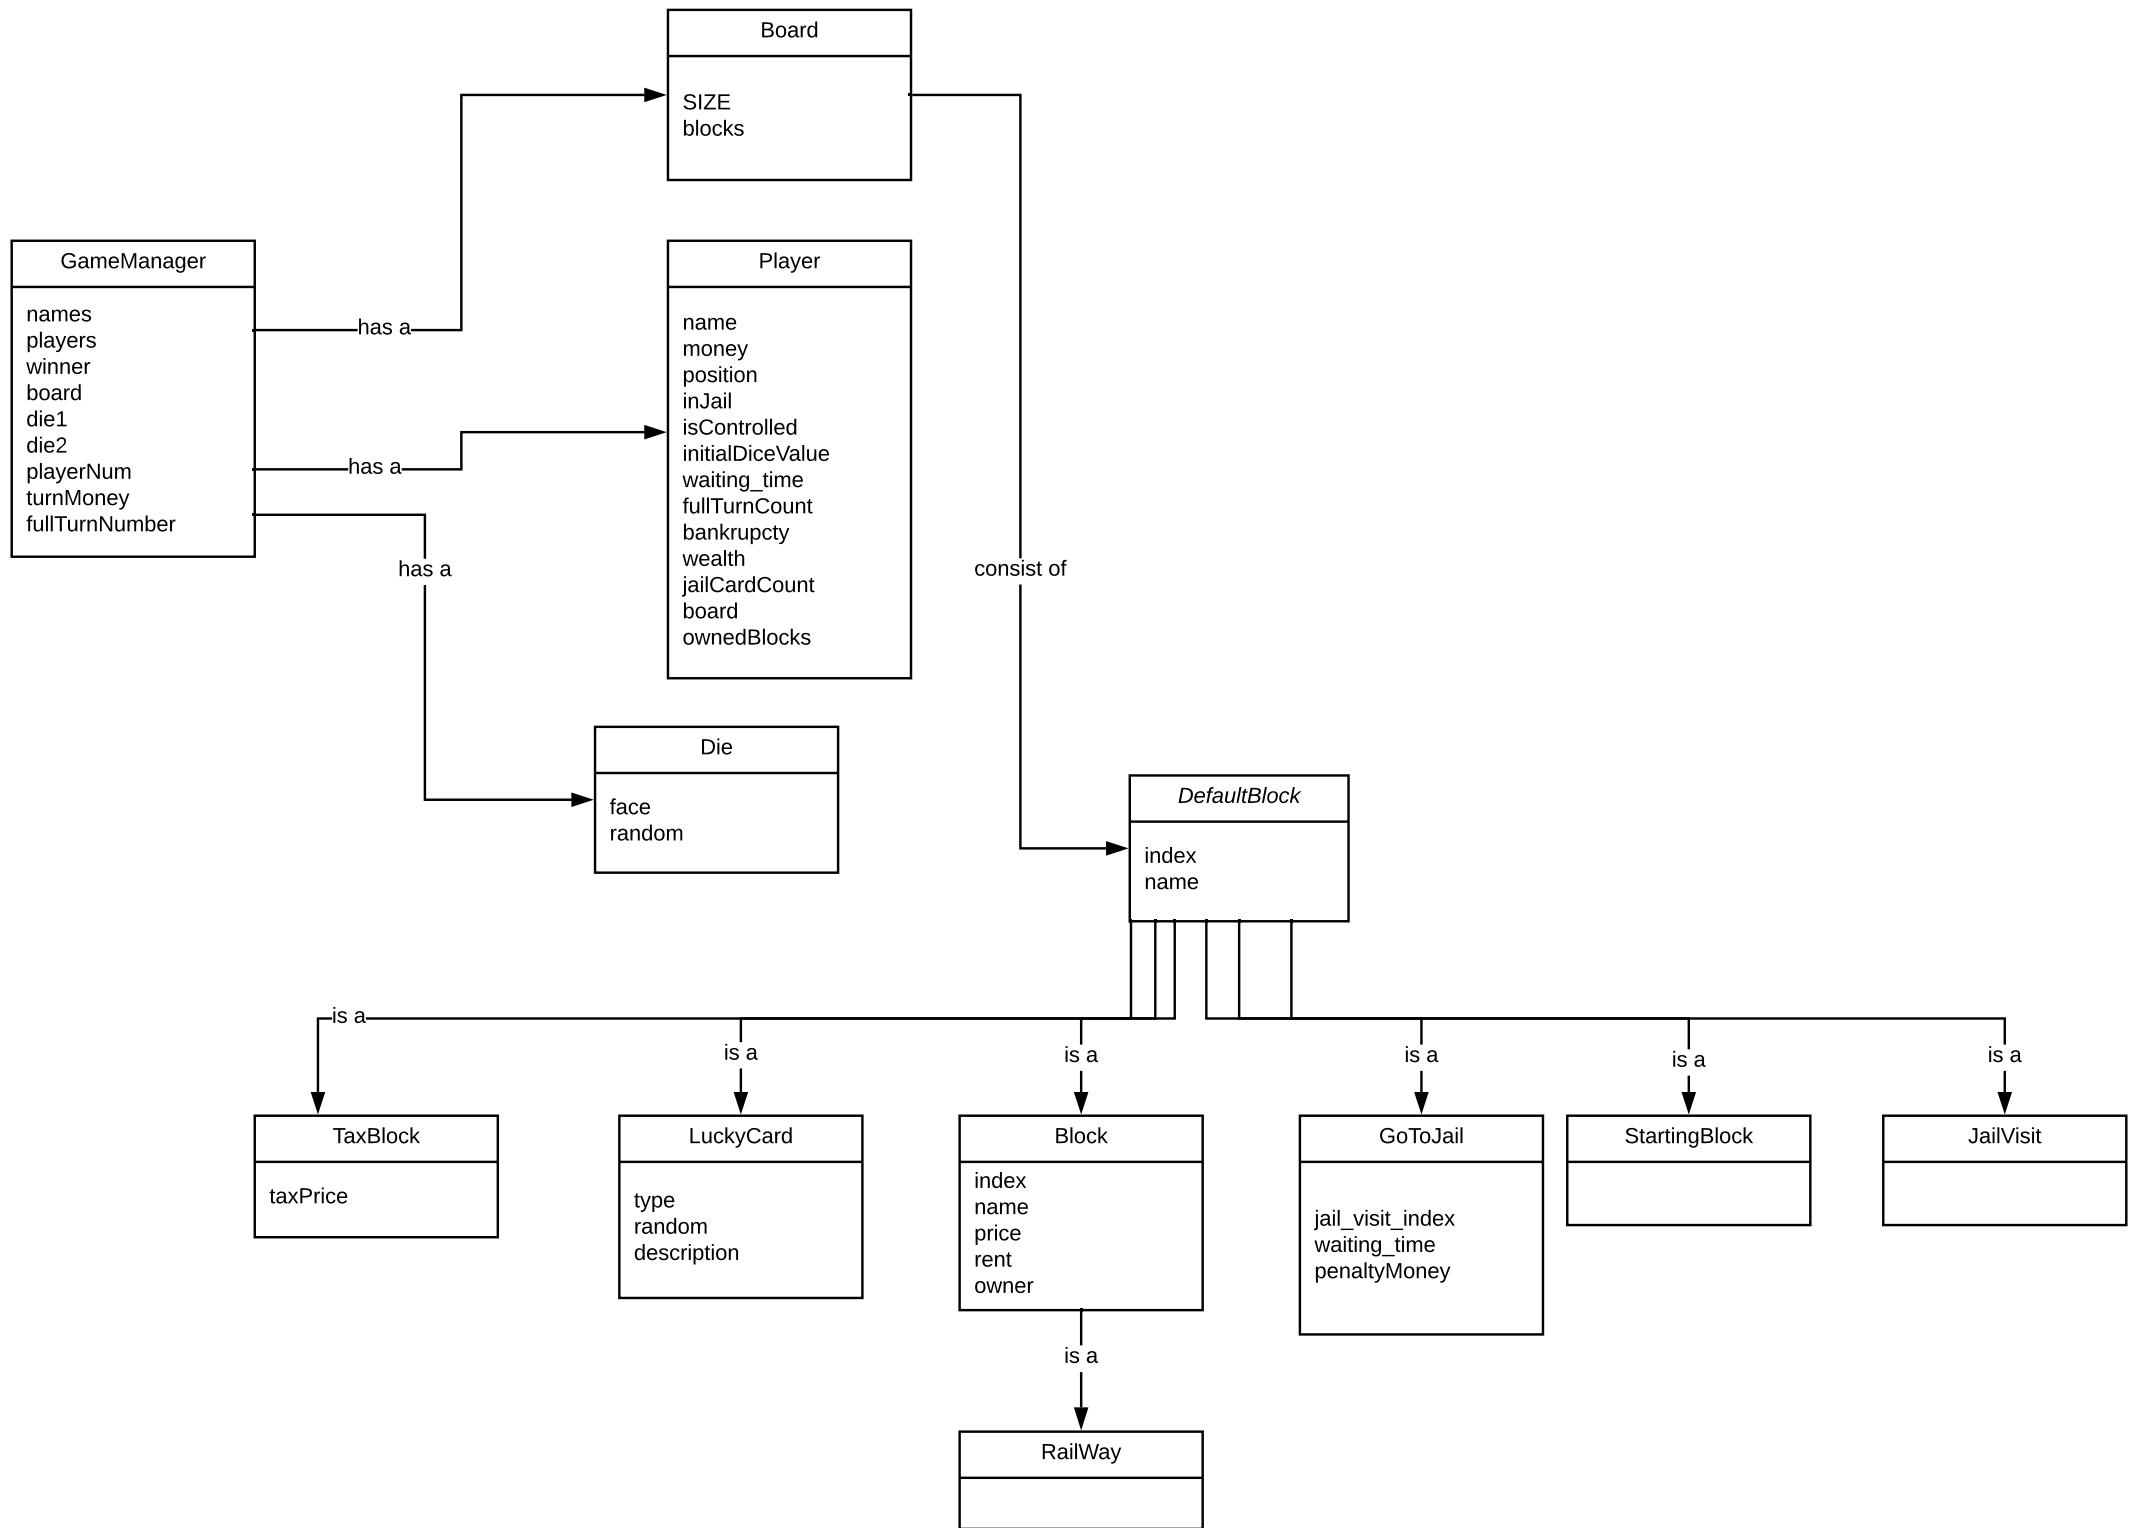 Board
SIZE
blocks
GameManager
names
players
winner
board
die1
die2
playerNum
turnMoney
fullTurnNumber
has a
has a
has a
Player
name
money
position
inJail
isControlled
initialDiceValue
waiting_time
fullTurnCount
bankrupcty
wealth
jailCardCount
board
ownedBlocks
consist of
Die
face
random
DefaultBlock
index
name
is a
is a
is a
is a
is a
is a
TaxBlock
taxPrice
LuckyCard
type
random
description
Block
index
name
price
rent
owner
GoToJail
jail_visit_index
waiting_time
penaltyMoney
StartingBlock
JailVisit
is a
RailWay